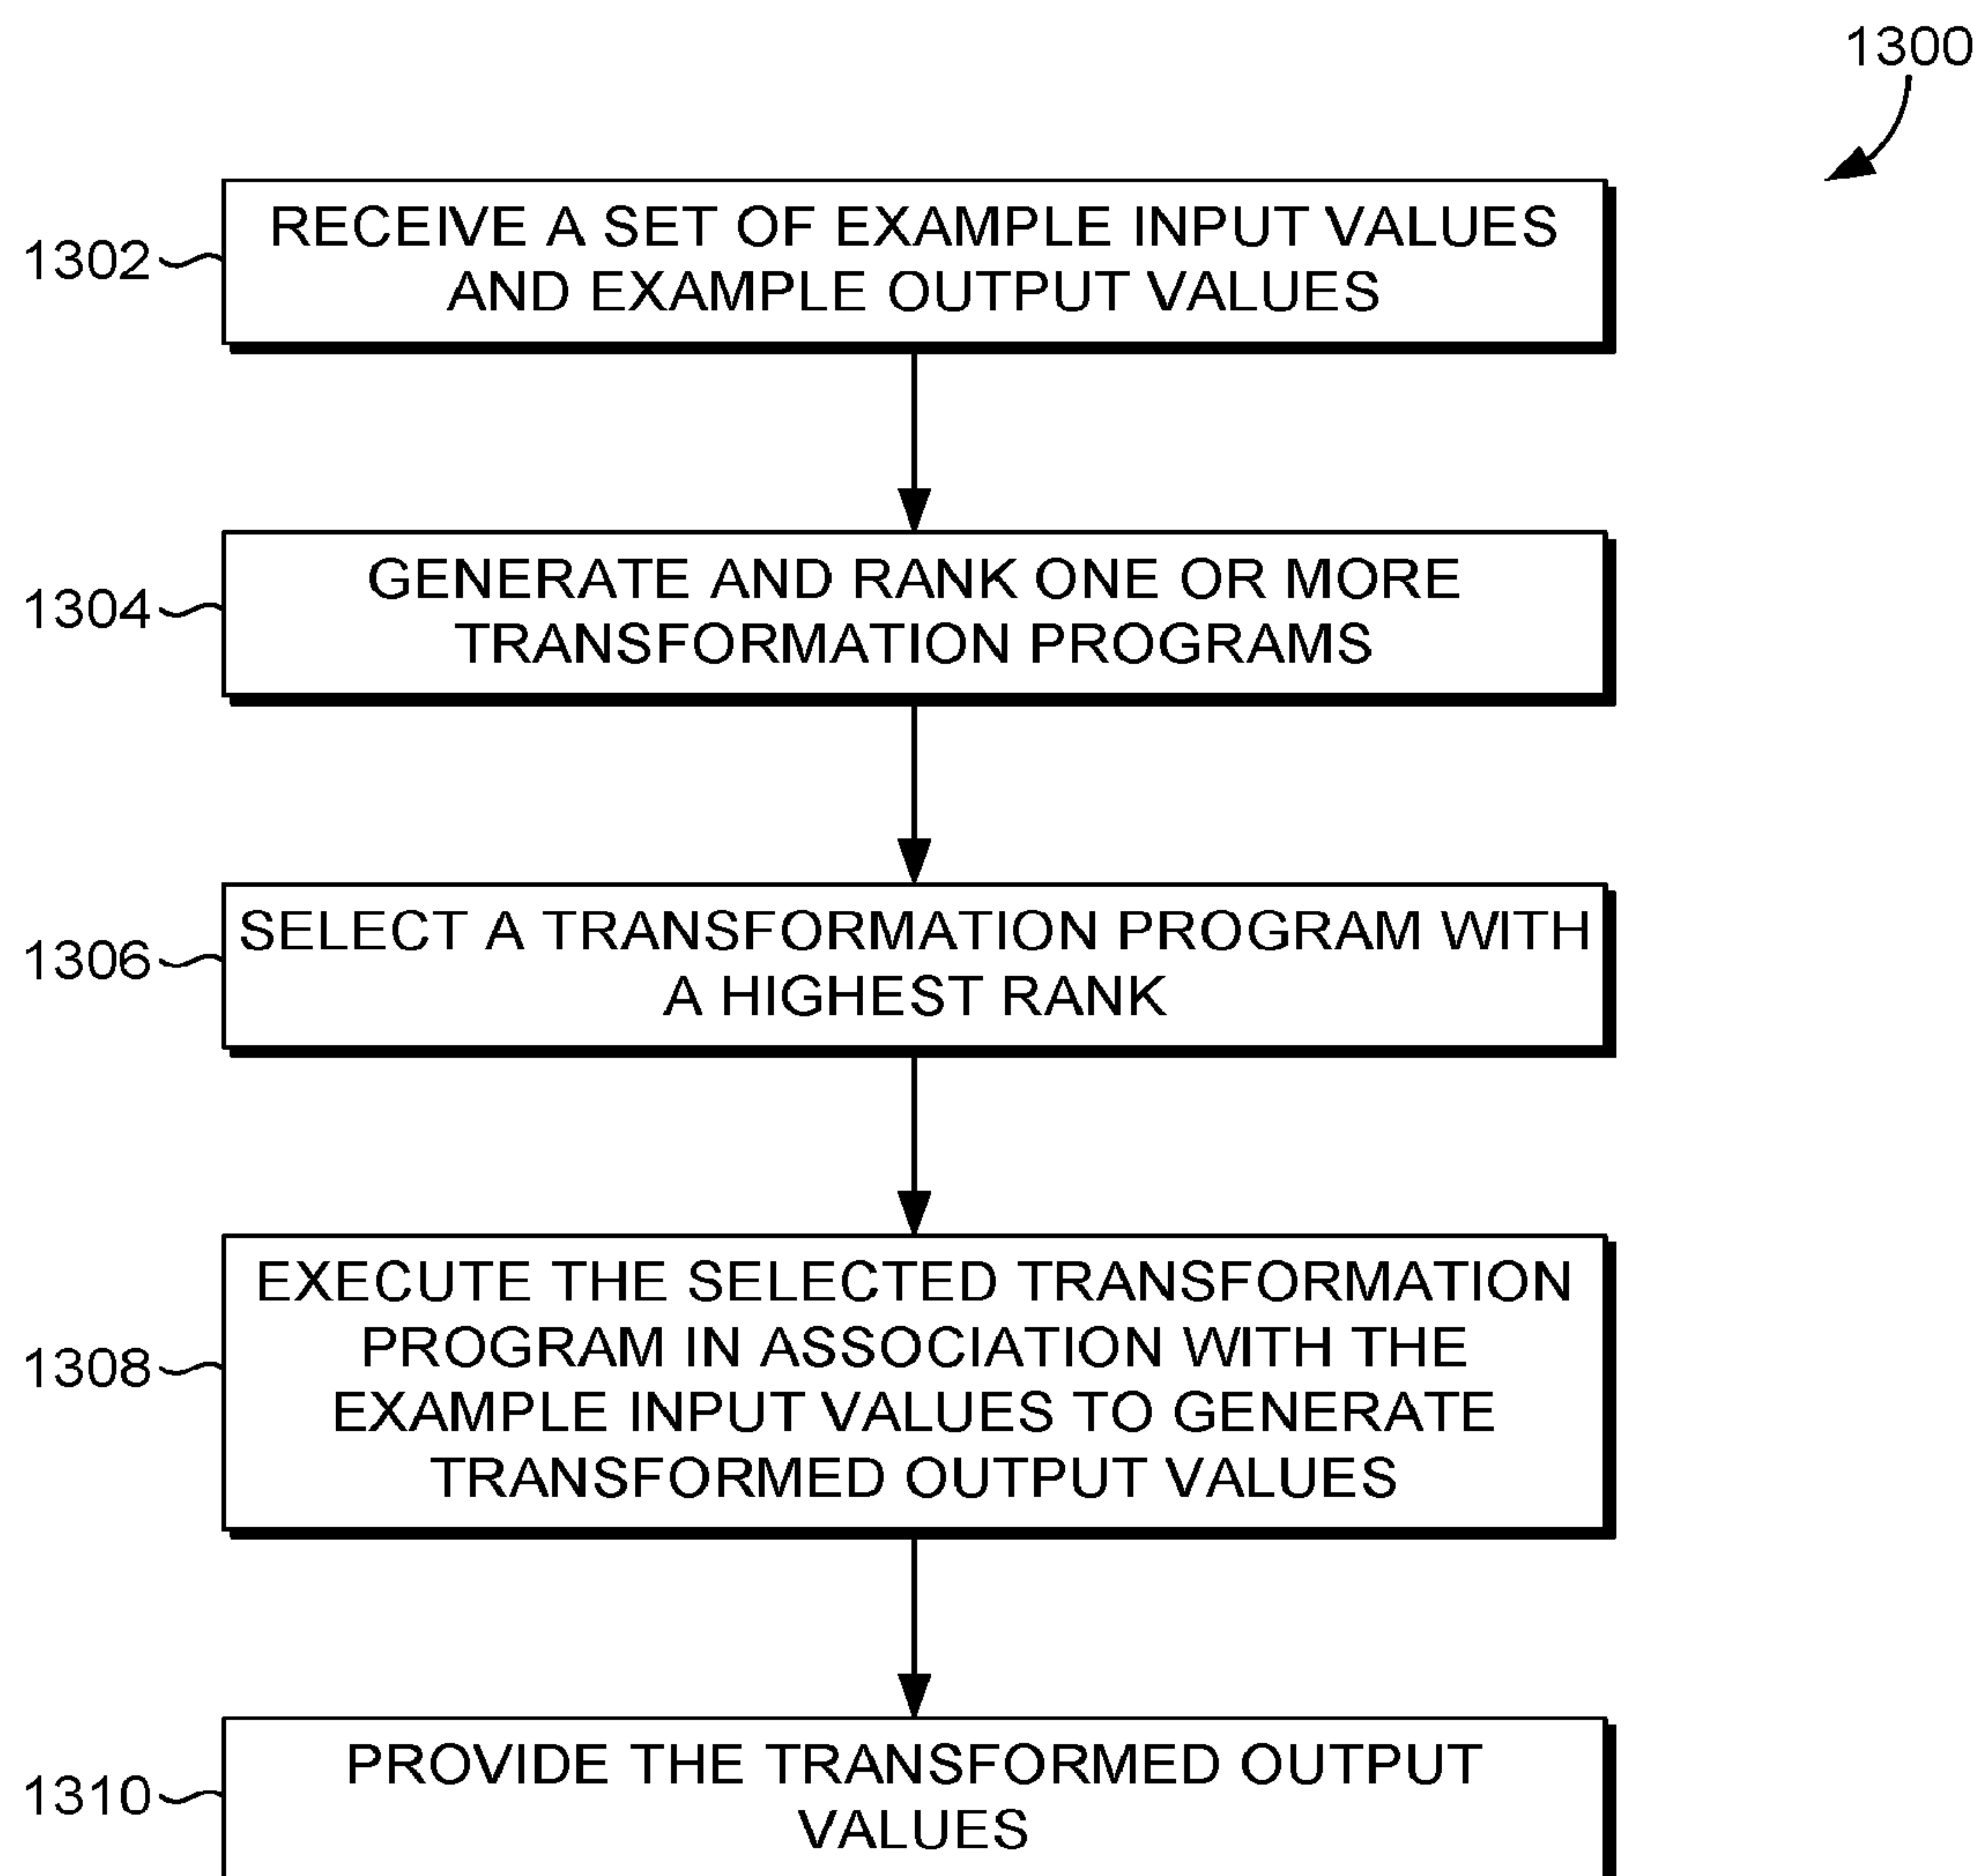 1300
RECEIVE A SET OF EXAMPLE INPUT VALUES
AND EXAMPLE OUTPUT VALUES
1302
GENERATE AND RANK ONE OR MORE
TRANSFORMATION PROGRAMS
1304
SELECT A TRANSFORMATION PROGRAM WITH
A HIGHEST RANK
1306
EXECUTE THE SELECTED TRANSFORMATION
PROGRAM IN ASSOCIATION WITH THE
EXAMPLE INPUT VALUES TO GENERATE
TRANSFORMED OUTPUT VALUES
1308
PROVIDE THE TRANSFORMED OUTPUT
VALUES
1310